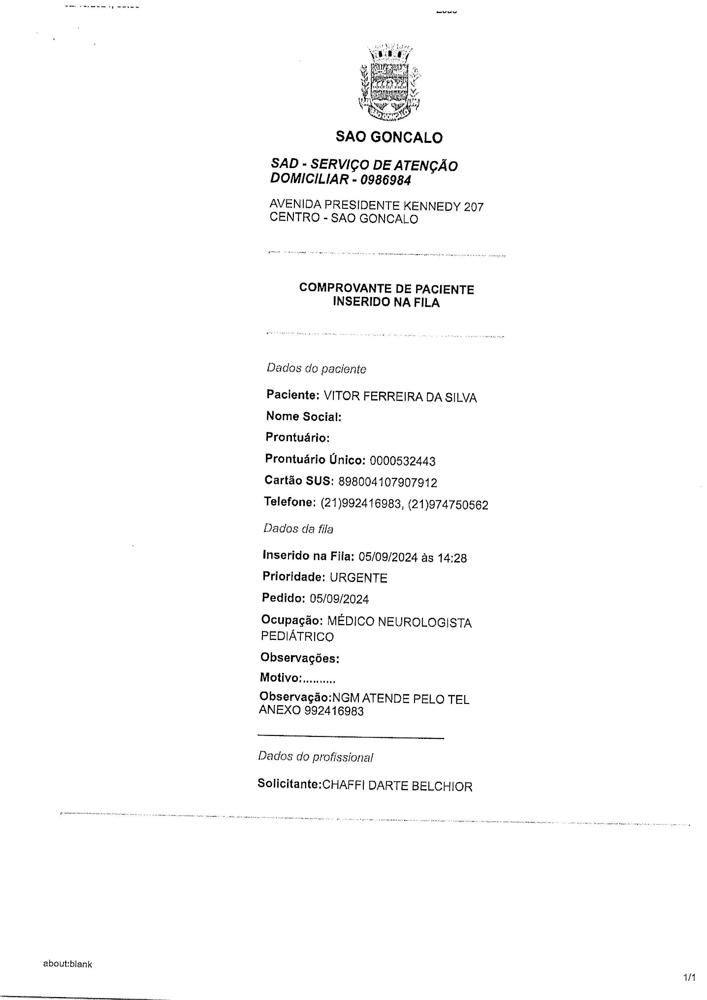 SAO GONCALO
SAD - SERVIÇO DE ATENÇÃO
DOMICILIAR - 0986984
AVENIDA PRESIDENTE KENNEDY 207
CENTRO - SAO GONCALO
COMPROVANTE DE PACIENTE
INSERIDO NA FILA
Dados do paciente
Paciente: VITOR FERREIRA DA SILVA
Nome Social:
Prontuário:
Prontuário Único: 0000532443
Cartão SUS: 898004107907912
Telefone: (21)992416983, (21)974750562
Dados da fila
Inserido na Fila: 05/09/2024 às 14:28
Prioridade: URGENTE
Pedido: 05/09/2024
Ocupação: MÉDICO NEUROLOGISTA
PEDIÁTRICO
Observações:
Motivo:..........
Observação:NGM ATENDE PELO TEL
ANEXO 992416983
Dados do profissional
Solicitante:CHAFFI DARTE BELCHIOR
about:blank
1/1